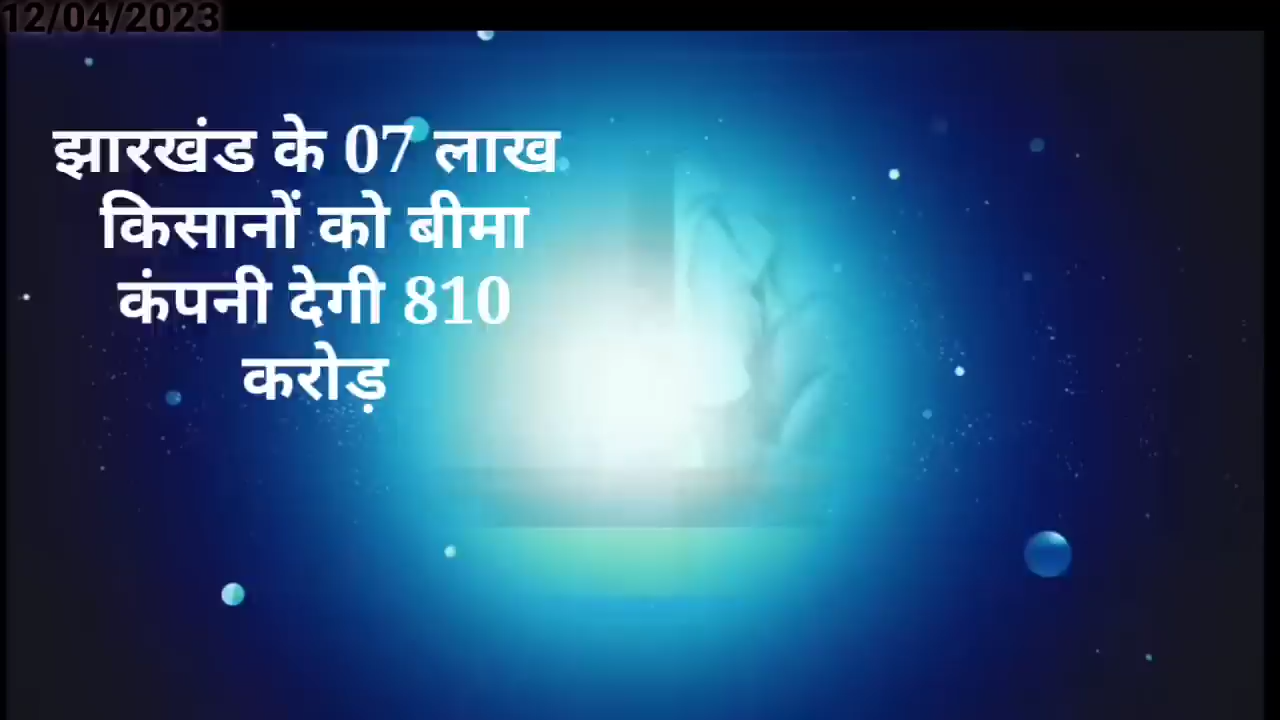 12/04/2023
झारखंड के 07 लाख
किसानों को बीमा
कंपनी देगी 810
करोड़